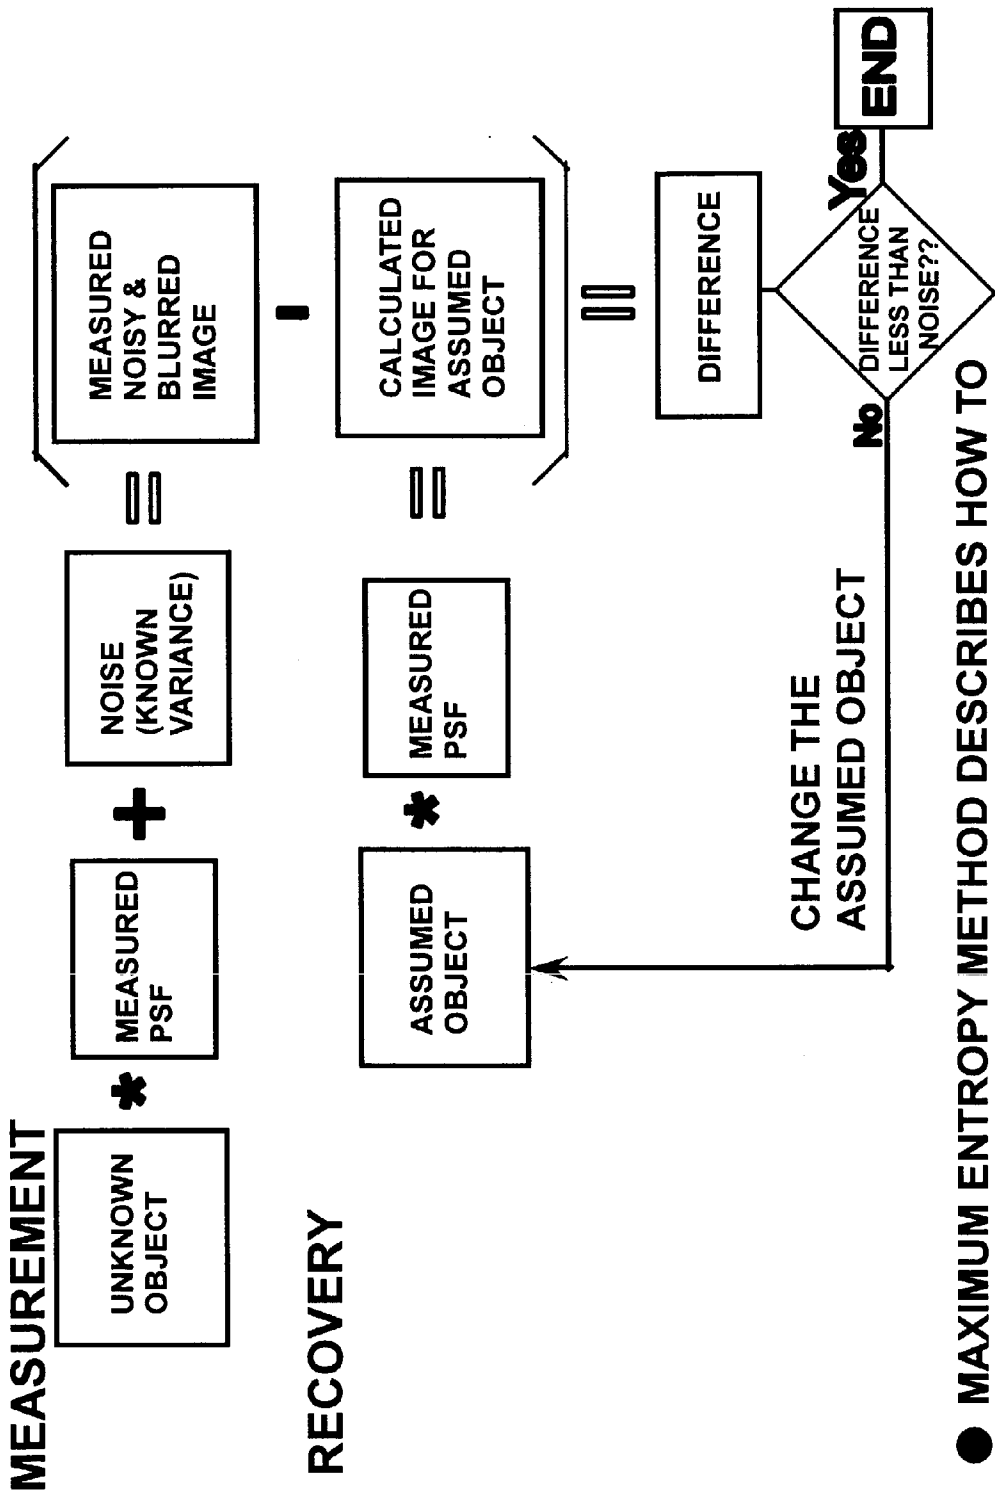 MEASUREMENT
UNKNOWN
OBJECT
*
MEASURED
PSF
+
NOISE
(KNOWN
VARIANCE)
=
MEASURED
NOISY &
BLURRED
IMAGE
-
RECOVERY
ASSUMED
OBJECT
*
MEASURED
PSF
=
CALCULATED
IMAGE FOR
ASSUMED
OBJECT
=
DIFFERENCE
DIFFERENCE
LESS THAN
NOISE??
Yes
END
No
CHANGE THE
ASSUMED OBJECT
● MAXIMUM ENTROPY METHOD DESCRIBES HOW TO